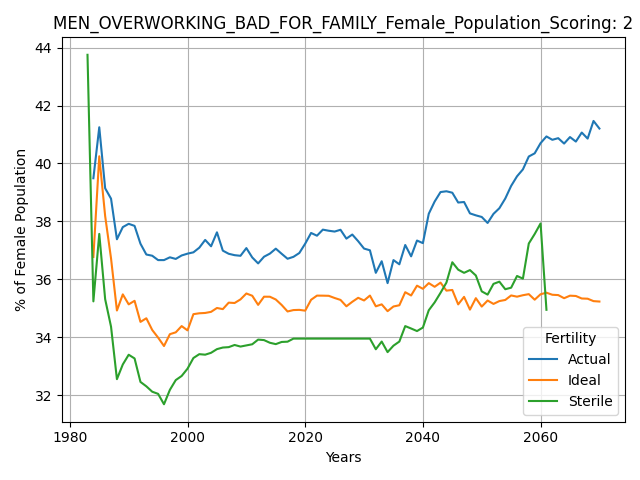 MEN_OVERWORKING_BAD_FOR_FAMILY_Female_Population_Scoring: 2
% of Female Population
44
42
40
38
36
34
32
1980
2000
2020
2040
2060
Years
Fertility
Actual
Ideal
Sterile